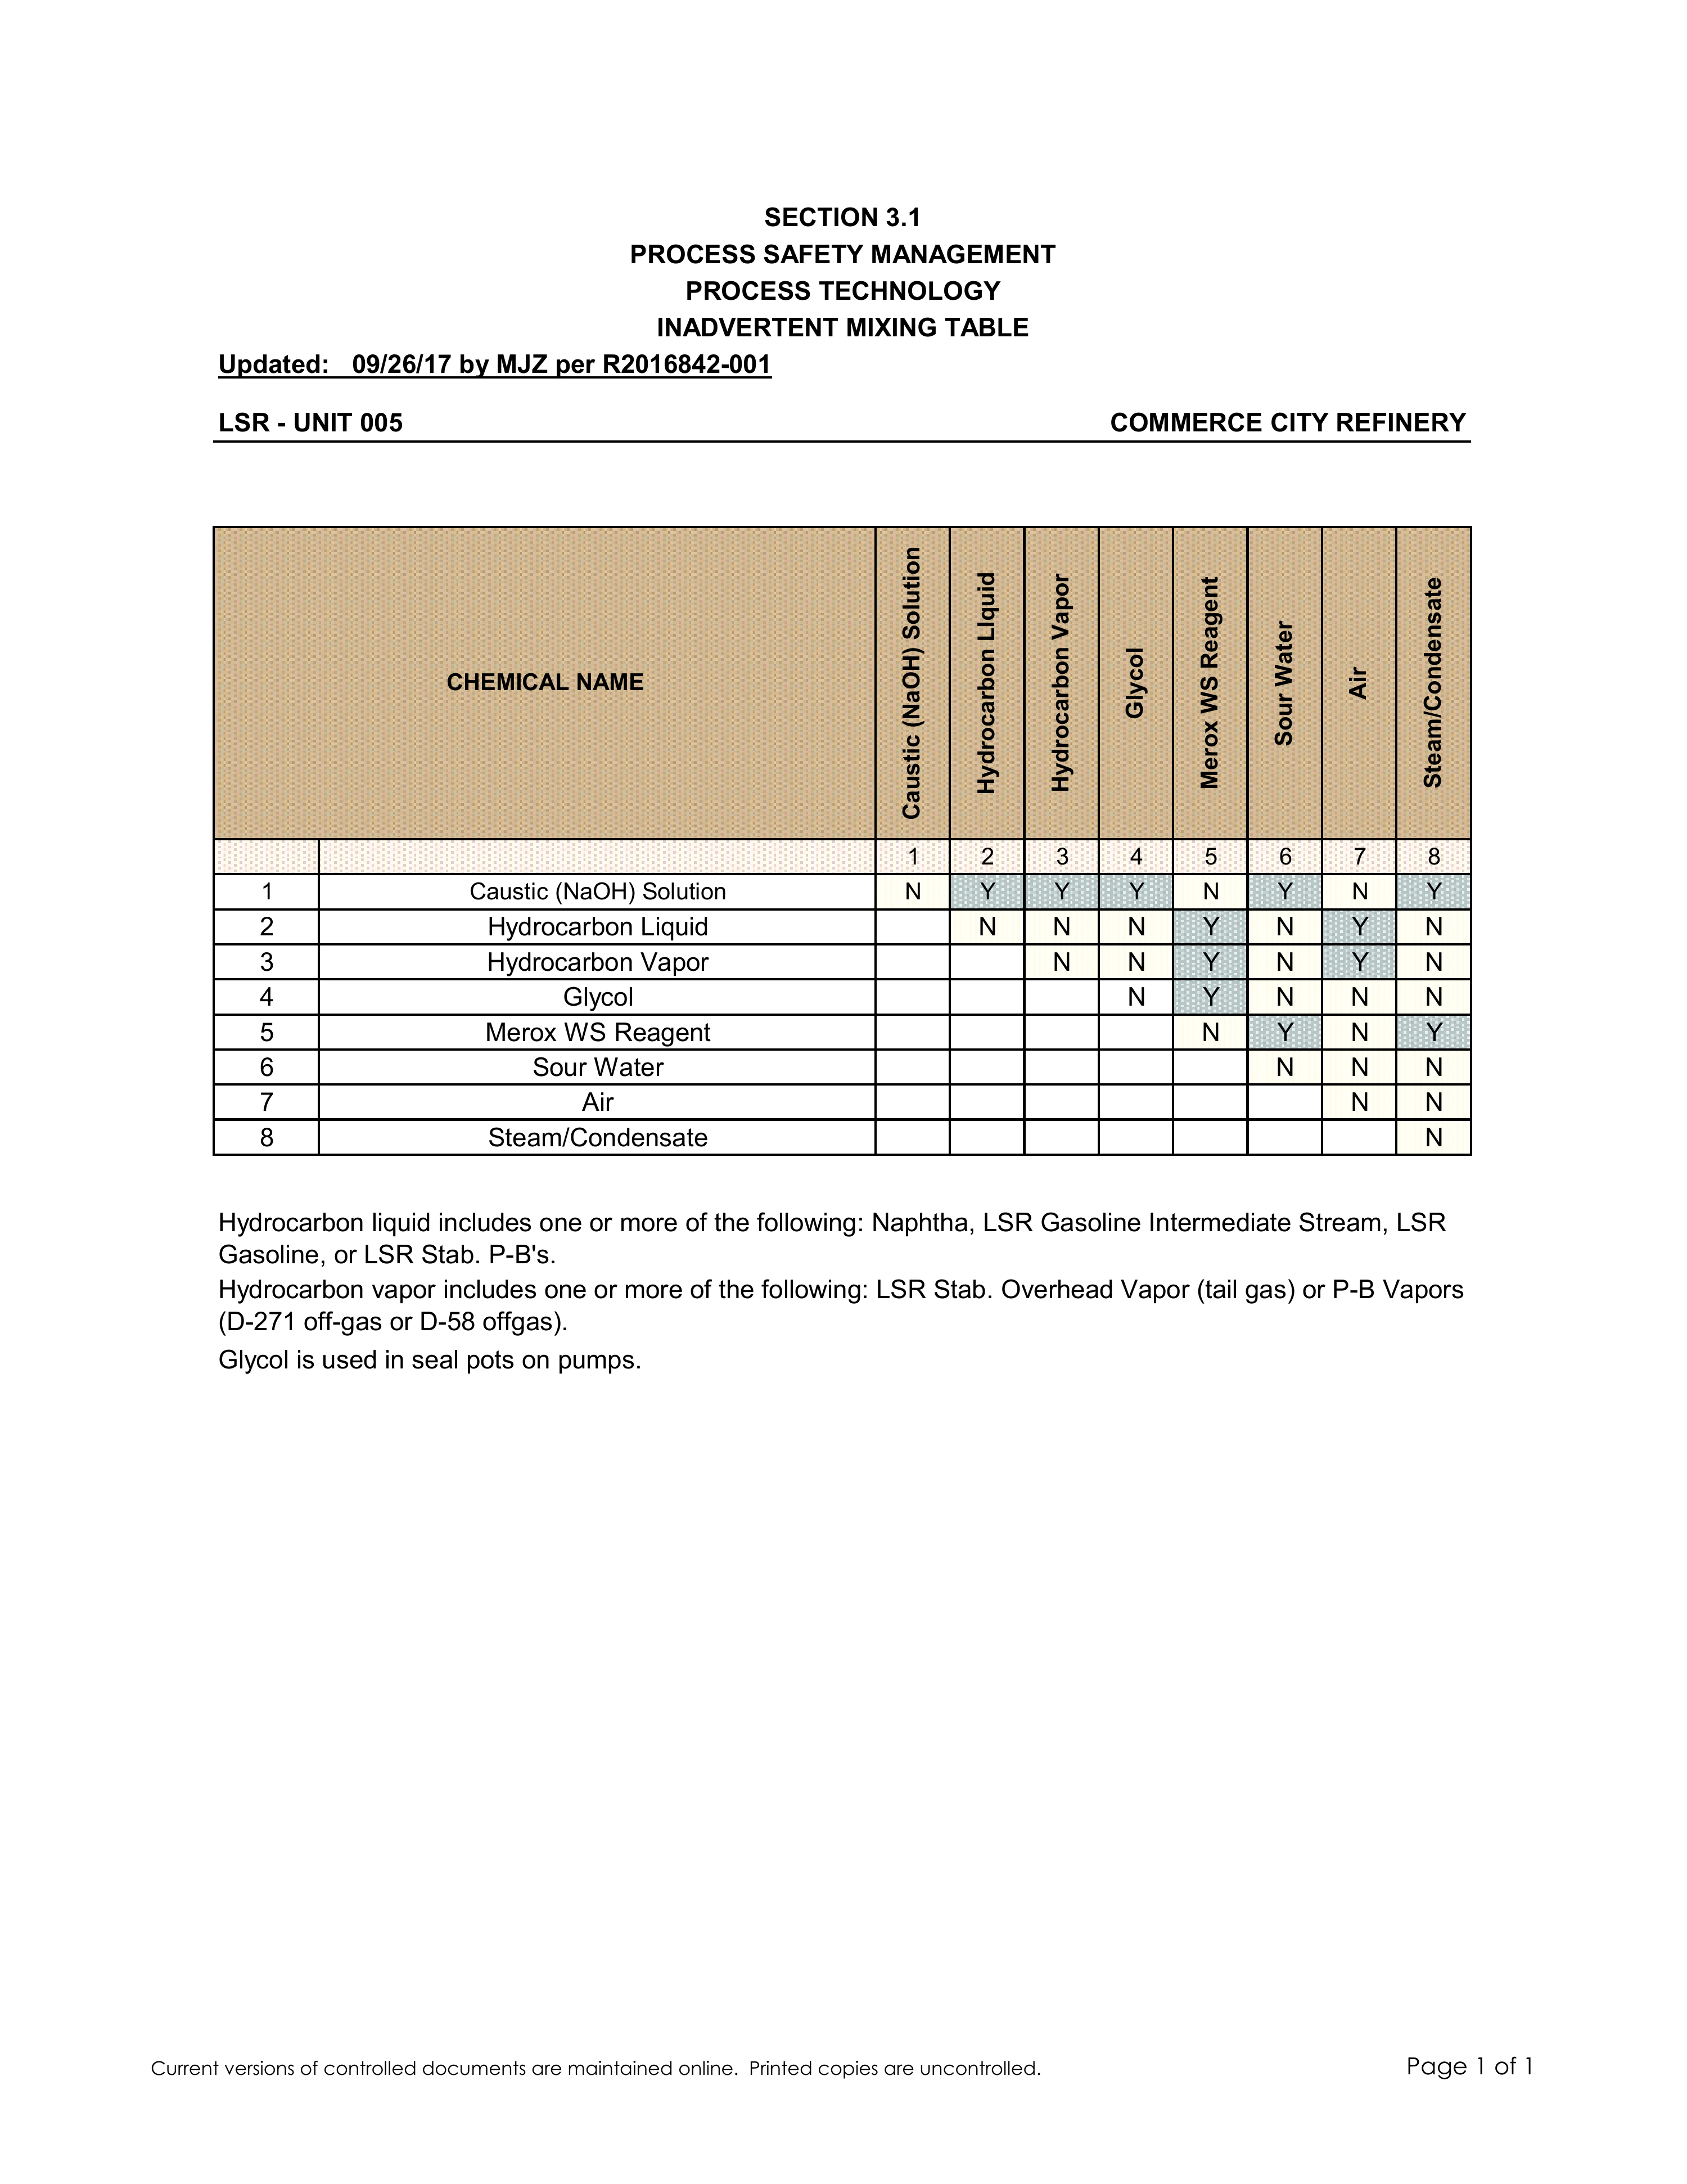 SECTION 3.1
PROCESS SAFETY MANAGEMENT
PROCESS TECHNOLOGY
INADVERTENT MIXING TABLE
Updated: 09/26/17 by MJZ per R2016842-001
LSR - UNIT 005 COMMERCE CITY REFINERY
CHEMICAL NAME
Caustic (NaOH) Solution
Hydrocarbon LIquid
Hydrocarbon Vapor
Glycol
Merox WS Reagent
Sour Water
Air
Steam/Condensate
1 2 3 4 5 6 7 8
1 Caustic (NaOH) Solution N Y Y Y N Y N Y
2 Hydrocarbon Liquid N N N Y N Y N
3 Hydrocarbon Vapor N N Y N Y N
4 Glycol N Y N N N
5 Merox WS Reagent N Y N Y
6 Sour Water N N N
7 Air N N
8 Steam/Condensate N
Hydrocarbon liquid includes one or more of the following: Naphtha, LSR Gasoline Intermediate Stream, LSR
Gasoline, or LSR Stab. P-B's.
Hydrocarbon vapor includes one or more of the following: LSR Stab. Overhead Vapor (tail gas) or P-B Vapors
(D-271 off-gas or D-58 offgas).
Glycol is used in seal pots on pumps.
Current versions of controlled documents are maintained online. Printed copies are uncontrolled. Page 1 of 1